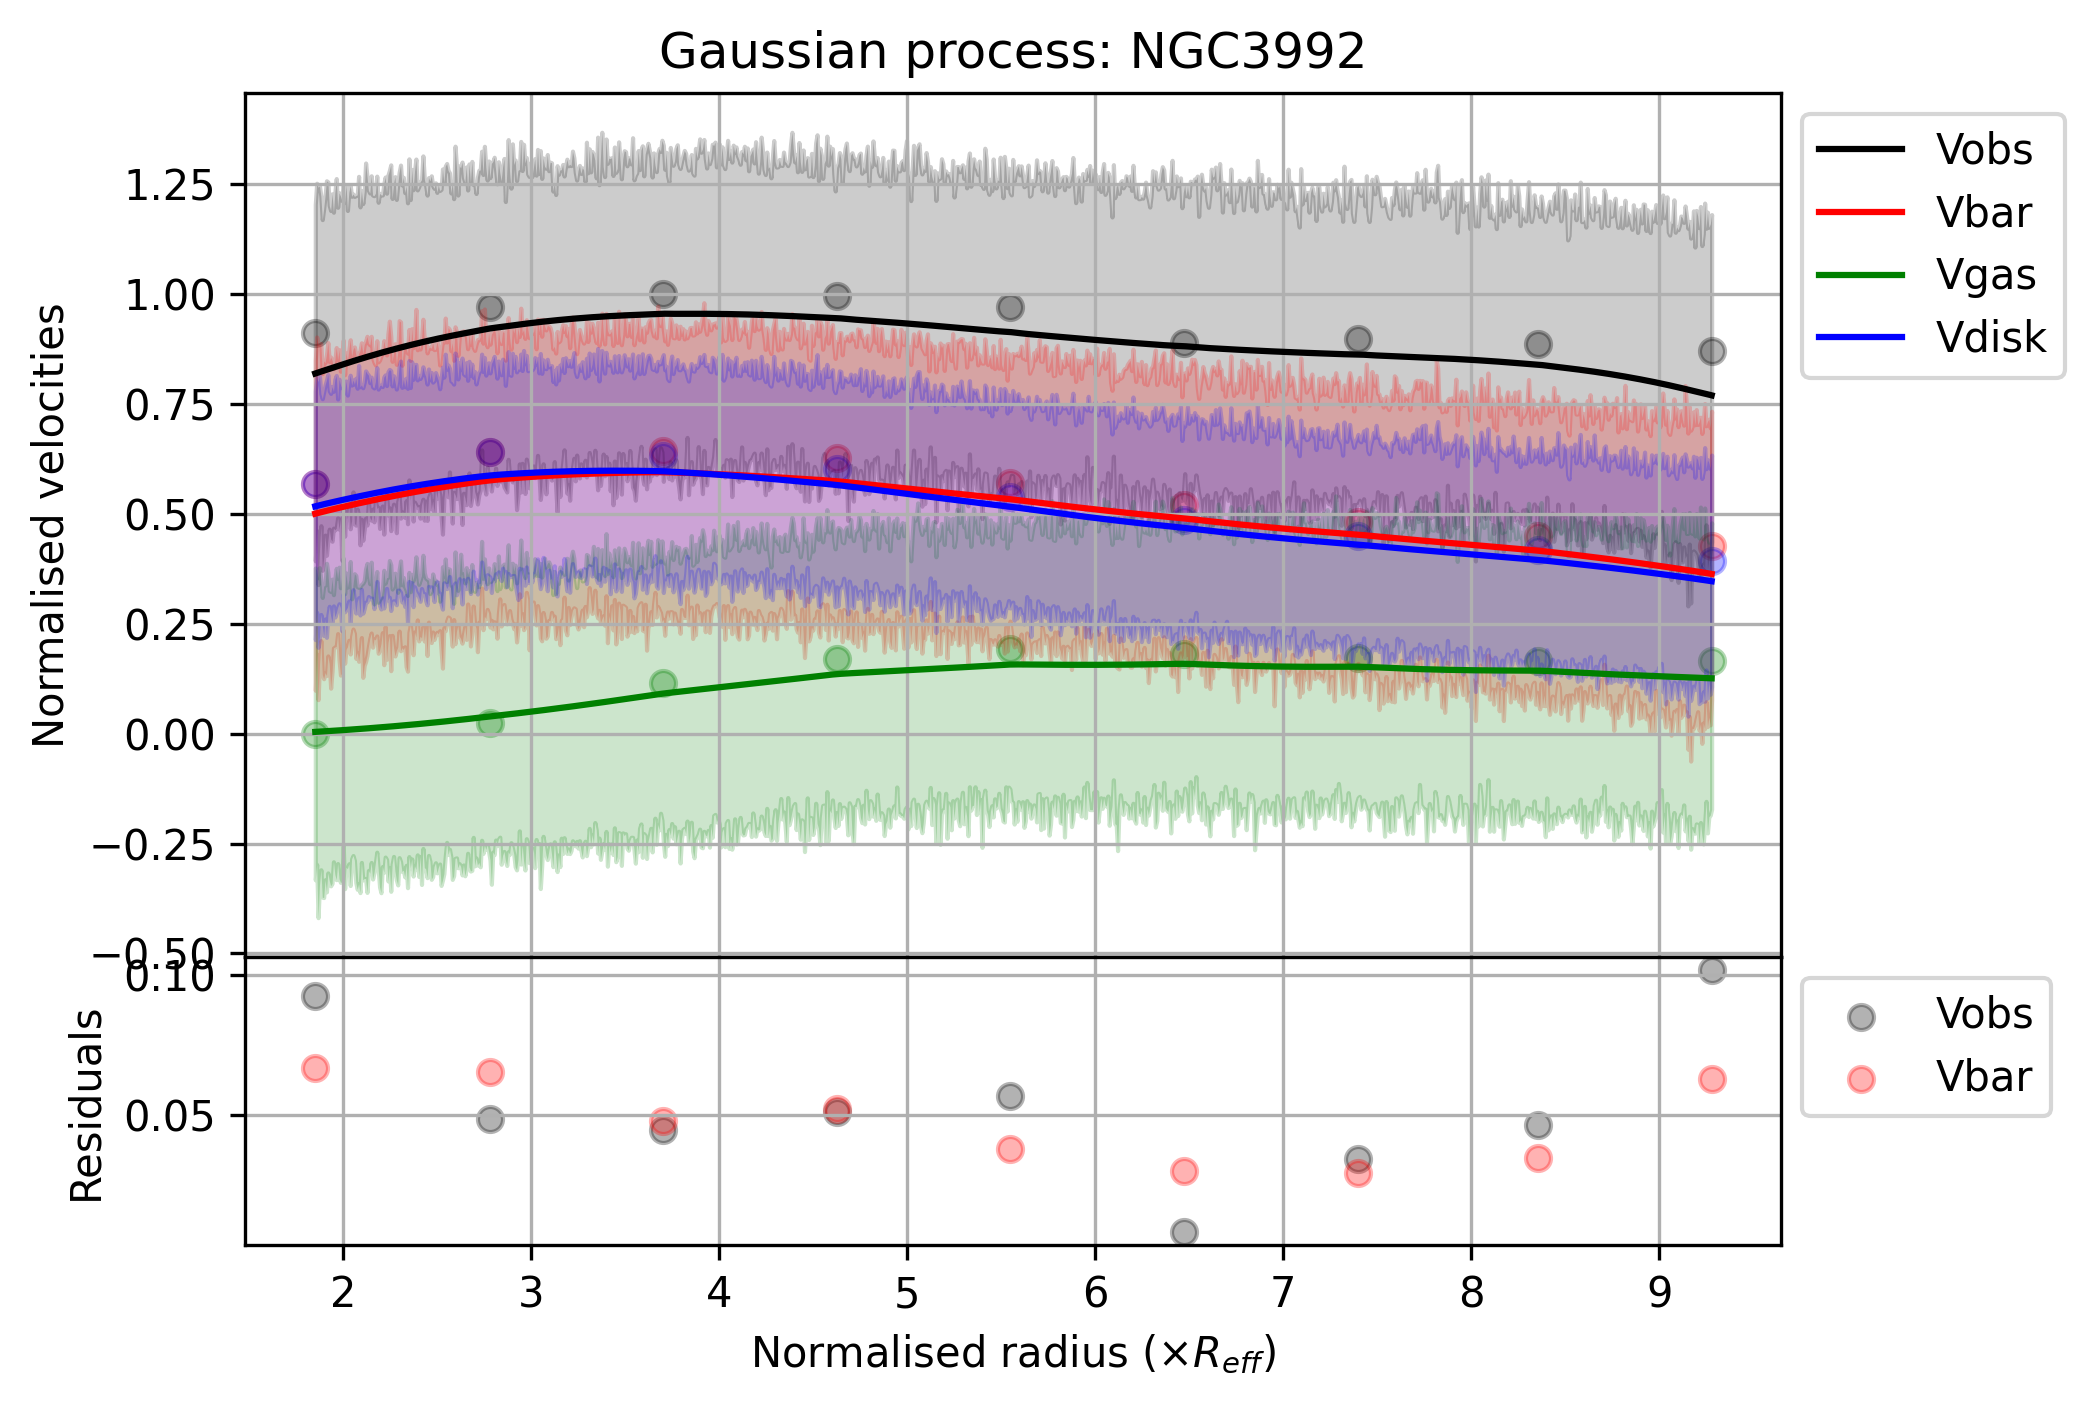 Gaussian process: NGC3992
Normalised velocities
1.25
1.00
0.75
0.50
0.25
0.00
−0.25
−0.50
Vobs
Vbar
Vgas
Vdisk
Residuals
0.10
0.05
Vobs
Vbar
2 3 4 5 6 7 8 9
Normalised radius (×R_eff)